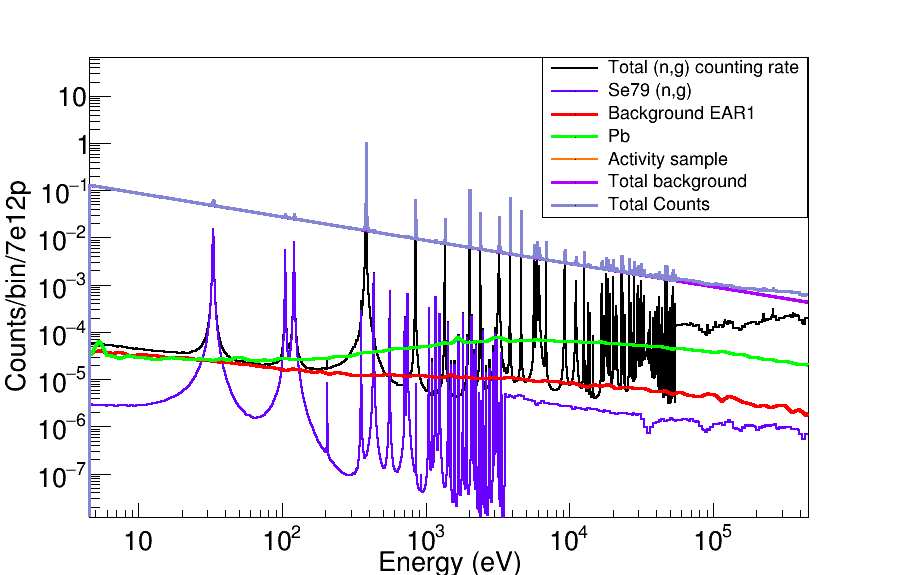 Total (n,g) counting rate
Se79 (n,g)
Background EAR1
Pb
Activity sample
Total background
Total Counts
Counts/bin/7e12p
10
1
10⁻¹
10⁻²
10⁻³
10⁻⁴
10⁻⁵
10⁻⁶
10⁻⁷
10 10² 10³ 10⁴ 10⁵
Energy (eV)